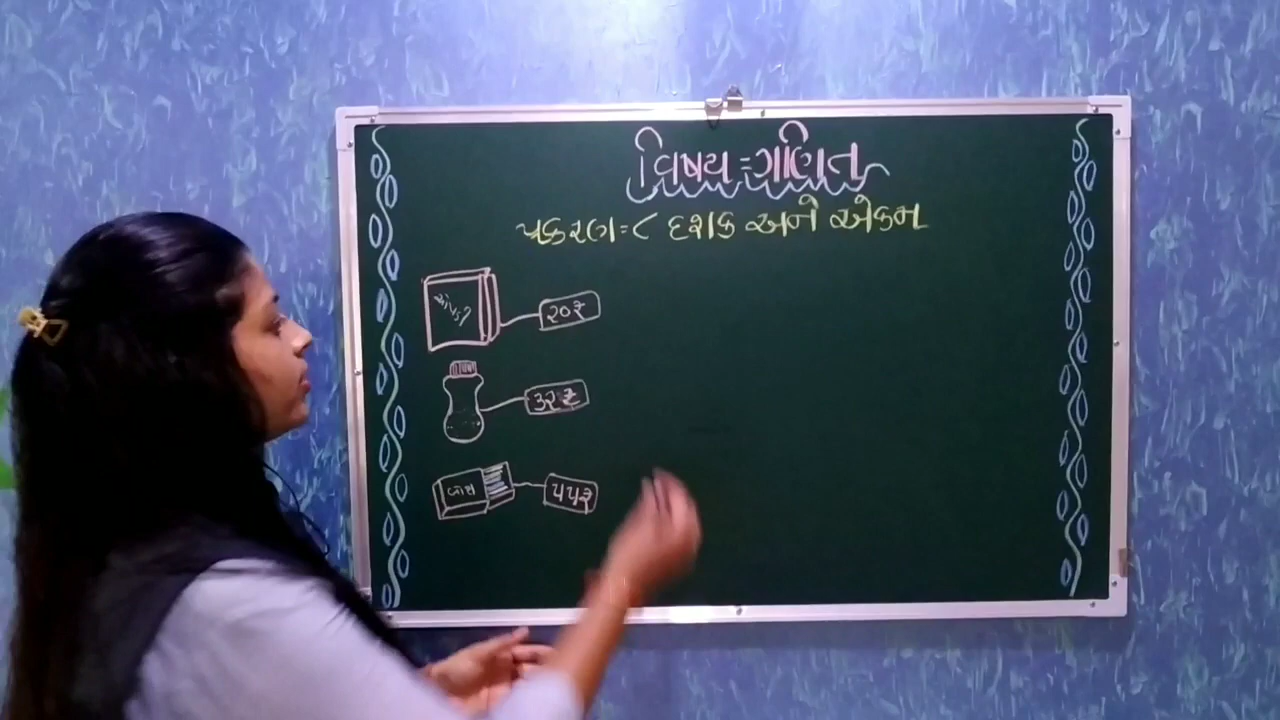 વિષય=ગણિત
પ્રકરણ=૮ દશક અને એકમ
૨૦₹
૩૨₹
બોક્ષ
૫૫₹